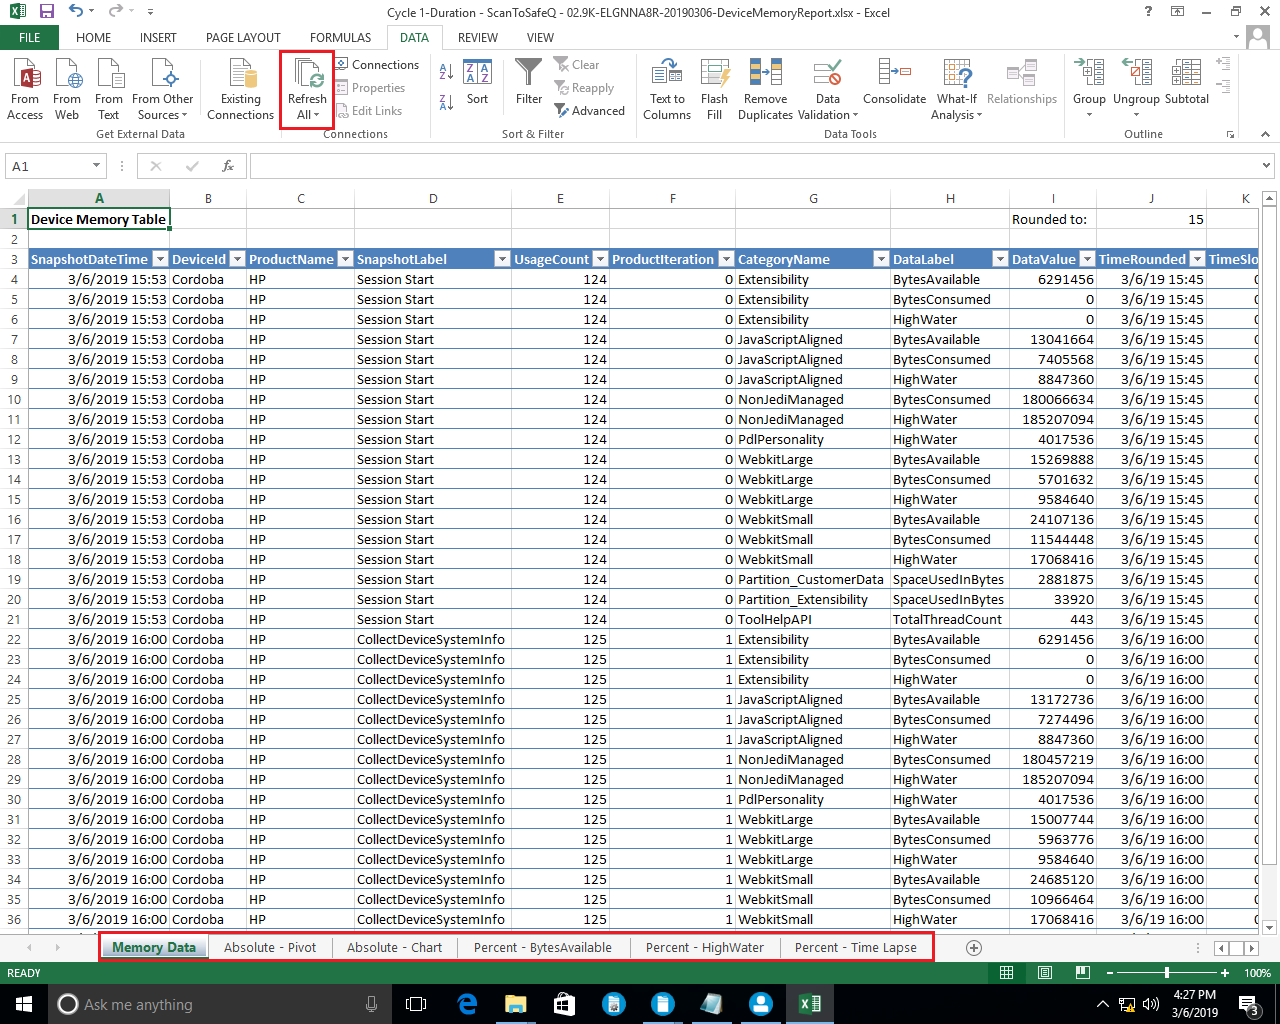 Cycle 1-Duration - ScanToSafeQ - 02.9K-ELGNNA8R-20190306-DeviceMemoryReport.xlsx - Excel
FILE HOME INSERT PAGE LAYOUT FORMULAS DATA REVIEW VIEW
From Access From Web From Text From Other Sources Existing Connections Refresh All Connections Properties Edit Links Sort Filter Clear Reapply Advanced Text to Columns Flash Fill Remove Duplicates Data Validation Consolidate What-If Analysis Relationships Group Ungroup Subtotal
Get External Data Connections Sort & Filter Data Tools Outline
A1 fx
A B C D E F G H I J K
1 Device Memory Table Rounded to: 15
2
3 SnapshotDateTime DeviceId ProductName SnapshotLabel UsageCount ProductIteration CategoryName DataLabel DataValue TimeRounded TimeSlo
4 3/6/2019 15:53 Cordoba HP Session Start 124 0 Extensibility BytesAvailable 6291456 3/6/19 15:45
5 3/6/2019 15:53 Cordoba HP Session Start 124 0 Extensibility BytesConsumed 0 3/6/19 15:45
6 3/6/2019 15:53 Cordoba HP Session Start 124 0 Extensibility HighWater 0 3/6/19 15:45
7 3/6/2019 15:53 Cordoba HP Session Start 124 0 JavaScriptAligned BytesAvailable 13041664 3/6/19 15:45
8 3/6/2019 15:53 Cordoba HP Session Start 124 0 JavaScriptAligned BytesConsumed 7405568 3/6/19 15:45
9 3/6/2019 15:53 Cordoba HP Session Start 124 0 JavaScriptAligned HighWater 8847360 3/6/19 15:45
10 3/6/2019 15:53 Cordoba HP Session Start 124 0 NonJediManaged BytesConsumed 180066634 3/6/19 15:45
11 3/6/2019 15:53 Cordoba HP Session Start 124 0 NonJediManaged HighWater 185207094 3/6/19 15:45
12 3/6/2019 15:53 Cordoba HP Session Start 124 0 PdlPersonality HighWater 4017536 3/6/19 15:45
13 3/6/2019 15:53 Cordoba HP Session Start 124 0 WebkitLarge BytesAvailable 15269888 3/6/19 15:45
14 3/6/2019 15:53 Cordoba HP Session Start 124 0 WebkitLarge BytesConsumed 5701632 3/6/19 15:45
15 3/6/2019 15:53 Cordoba HP Session Start 124 0 WebkitLarge HighWater 9584640 3/6/19 15:45
16 3/6/2019 15:53 Cordoba HP Session Start 124 0 WebkitSmall BytesAvailable 24107136 3/6/19 15:45
17 3/6/2019 15:53 Cordoba HP Session Start 124 0 WebkitSmall BytesConsumed 11544448 3/6/19 15:45
18 3/6/2019 15:53 Cordoba HP Session Start 124 0 WebkitSmall HighWater 17068416 3/6/19 15:45
19 3/6/2019 15:53 Cordoba HP Session Start 124 0 Partition_CustomerData SpaceUsedInBytes 2881875 3/6/19 15:45
20 3/6/2019 15:53 Cordoba HP Session Start 124 0 Partition_Extensibility SpaceUsedInBytes 33920 3/6/19 15:45
21 3/6/2019 15:53 Cordoba HP Session Start 124 0 ToolHelpAPI TotalThreadCount 443 3/6/19 15:45
22 3/6/2019 16:00 Cordoba HP CollectDeviceSystemInfo 125 1 Extensibility BytesAvailable 6291456 3/6/19 16:00
23 3/6/2019 16:00 Cordoba HP CollectDeviceSystemInfo 125 1 Extensibility BytesConsumed 0 3/6/19 16:00
24 3/6/2019 16:00 Cordoba HP CollectDeviceSystemInfo 125 1 Extensibility HighWater 0 3/6/19 16:00
25 3/6/2019 16:00 Cordoba HP CollectDeviceSystemInfo 125 1 JavaScriptAligned BytesAvailable 13172736 3/6/19 16:00
26 3/6/2019 16:00 Cordoba HP CollectDeviceSystemInfo 125 1 JavaScriptAligned BytesConsumed 7274496 3/6/19 16:00
27 3/6/2019 16:00 Cordoba HP CollectDeviceSystemInfo 125 1 JavaScriptAligned HighWater 8847360 3/6/19 16:00
28 3/6/2019 16:00 Cordoba HP CollectDeviceSystemInfo 125 1 NonJediManaged BytesConsumed 180457219 3/6/19 16:00
29 3/6/2019 16:00 Cordoba HP CollectDeviceSystemInfo 125 1 NonJediManaged HighWater 185207094 3/6/19 16:00
30 3/6/2019 16:00 Cordoba HP CollectDeviceSystemInfo 125 1 PdlPersonality HighWater 4017536 3/6/19 16:00
31 3/6/2019 16:00 Cordoba HP CollectDeviceSystemInfo 125 1 WebkitLarge BytesAvailable 15007744 3/6/19 16:00
32 3/6/2019 16:00 Cordoba HP CollectDeviceSystemInfo 125 1 WebkitLarge BytesConsumed 5963776 3/6/19 16:00
33 3/6/2019 16:00 Cordoba HP CollectDeviceSystemInfo 125 1 WebkitLarge HighWater 9584640 3/6/19 16:00
34 3/6/2019 16:00 Cordoba HP CollectDeviceSystemInfo 125 1 WebkitSmall BytesAvailable 24685120 3/6/19 16:00
35 3/6/2019 16:00 Cordoba HP CollectDeviceSystemInfo 125 1 WebkitSmall BytesConsumed 10966464 3/6/19 16:00
36 3/6/2019 16:00 Cordoba HP CollectDeviceSystemInfo 125 1 WebkitSmall HighWater 17068416 3/6/19 16:00
Memory Data Absolute - Pivot Absolute - Chart Percent - BytesAvailable Percent - HighWater Percent - Time Lapse
READY 100%
Ask me anything 4:27 PM
3/6/2019 3